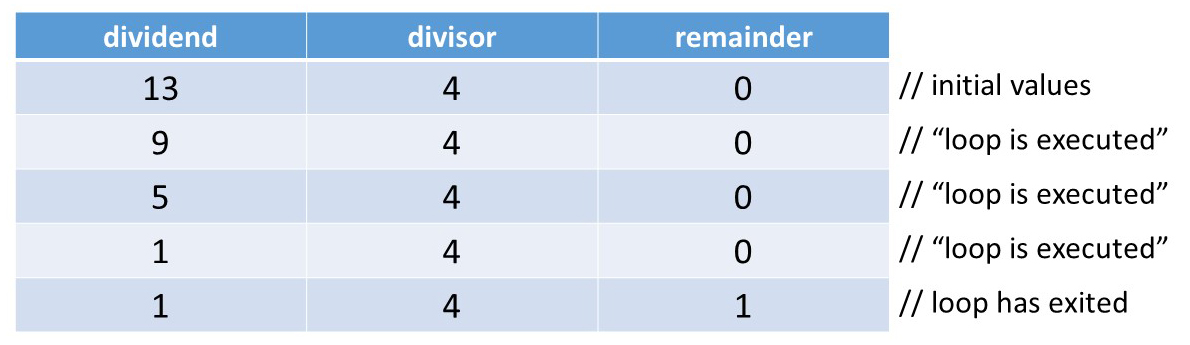 dividend divisor remainder
13 4 0 // initial values
9 4 0 // “loop is executed”
5 4 0 // “loop is executed”
1 4 0 // “loop is executed”
1 4 1 // loop has exited